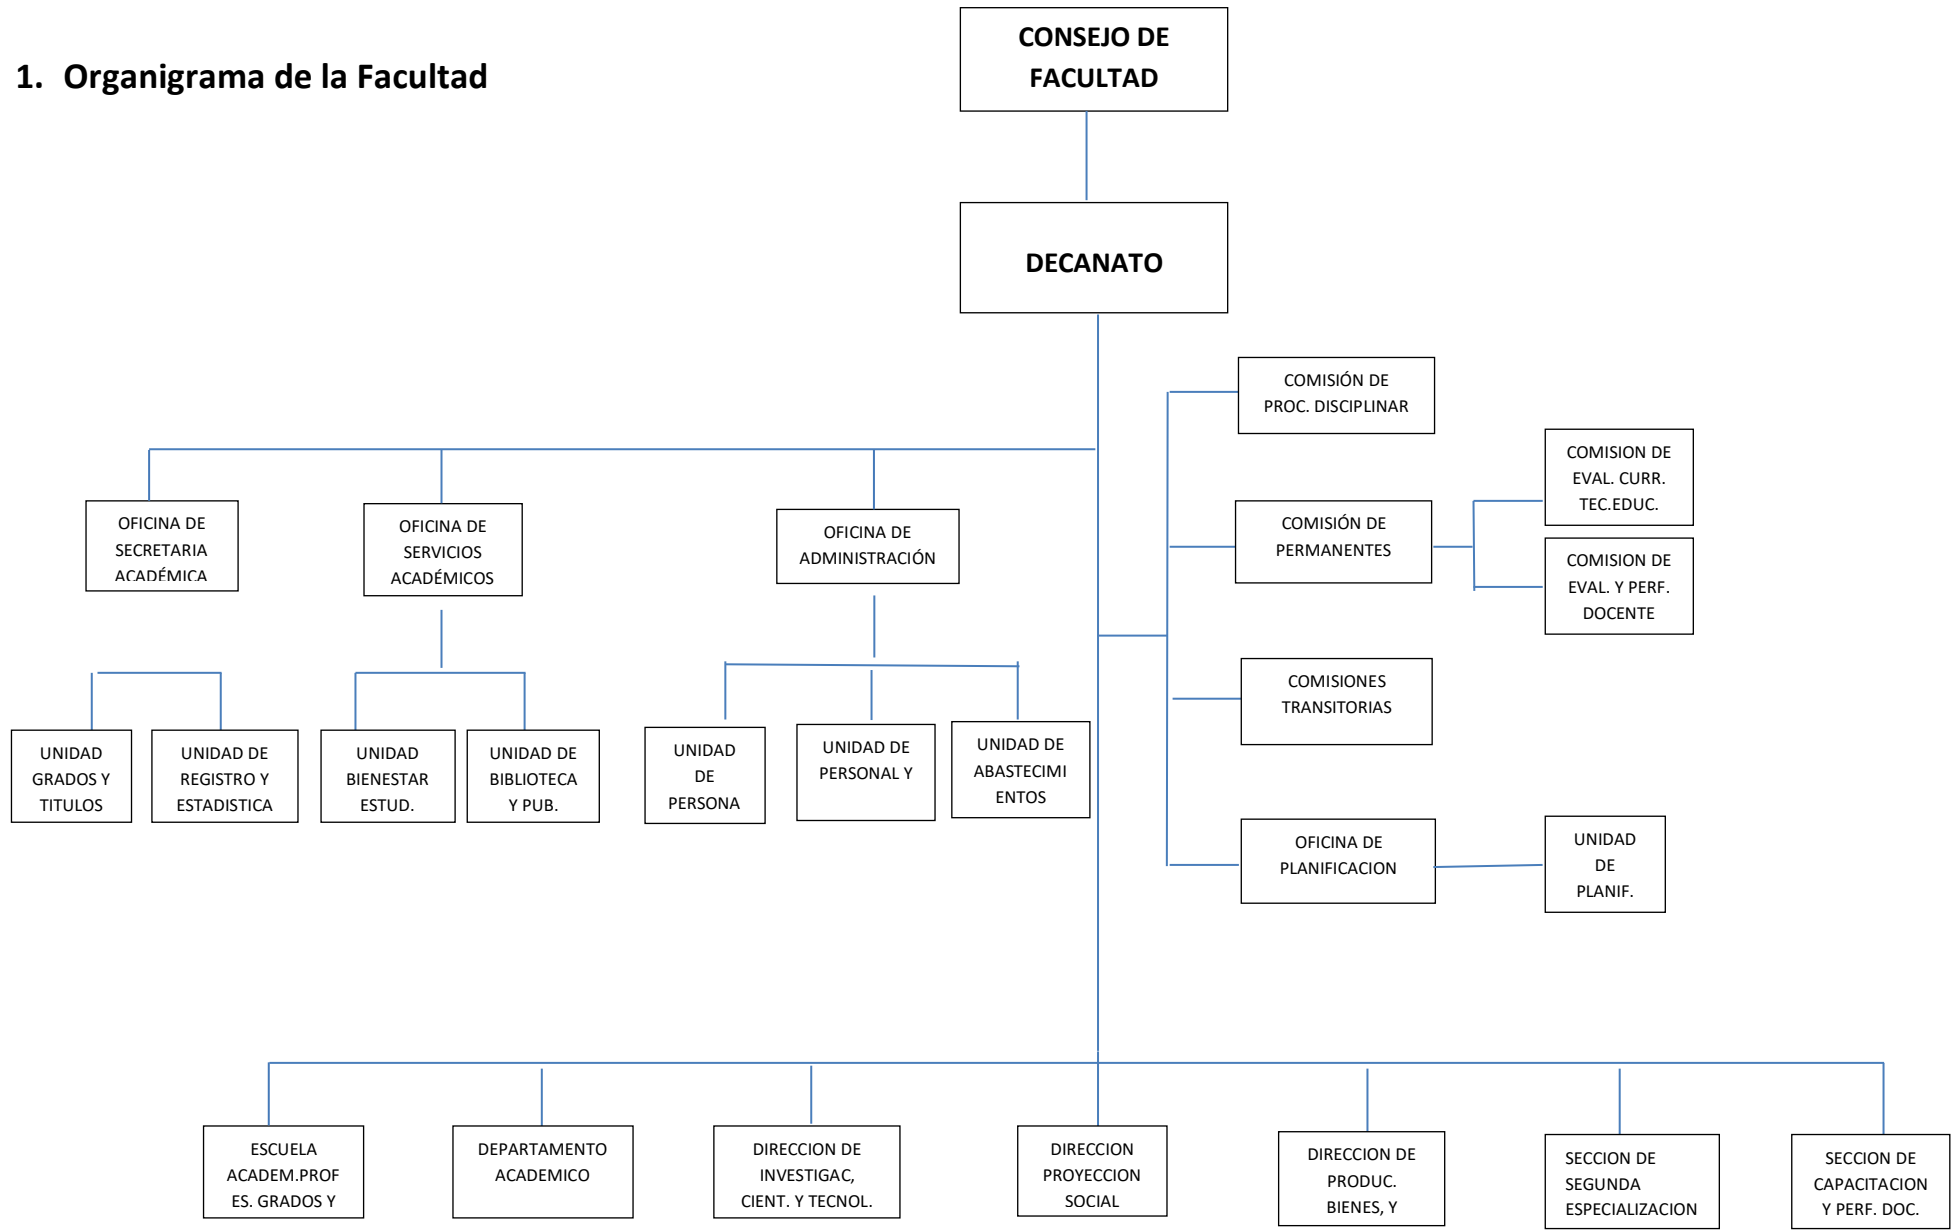 1. Organigrama de la Facultad
CONSEJO DE
FACULTAD
DECANATO
COMISIÓN DE
PROC. DISCIPLINAR
COMISION DE
EVAL. CURR.
TEC.EDUC.
OFICINA DE
SECRETARIA
ACADÉMICA
OFICINA DE
SERVICIOS
ACADÉMICOS
OFICINA DE
ADMINISTRACIÓN
COMISIÓN DE
PERMANENTES
COMISION DE
EVAL. Y PERF.
DOCENTE
COMISIONES
TRANSITORIAS
UNIDAD
GRADOS Y
TITULOS
UNIDAD DE
REGISTRO Y
ESTADISTICA
UNIDAD
BIENESTAR
ESTUD.
UNIDAD DE
BIBLIOTECA
Y PUB.
UNIDAD
DE
PERSONA
UNIDAD DE
PERSONAL Y
UNIDAD DE
ABASTECIMI
ENTOS
OFICINA DE
PLANIFICACION
UNIDAD
DE
PLANIF.
ESCUELA
ACADEM.PROF
ES. GRADOS Y
DEPARTAMENTO
ACADEMICO
DIRECCION DE
INVESTIGAC,
CIENT. Y TECNOL.
DIRECCION
PROYECCION
SOCIAL
DIRECCION DE
PRODUC.
BIENES, Y
SECCION DE
SEGUNDA
ESPECIALIZACION
SECCION DE
CAPACITACION
Y PERF. DOC.